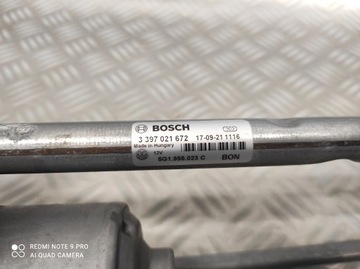 BOSCH
3 397 021 672 17-09-21 1116
Made in Hungary
12V
5Q1.955.023 C BON
REDMI NOTE 9 PRO
AI QUAD CAMERA